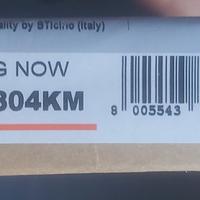 ality by BTicino (Italy)
G NOW
304KM
8 005543